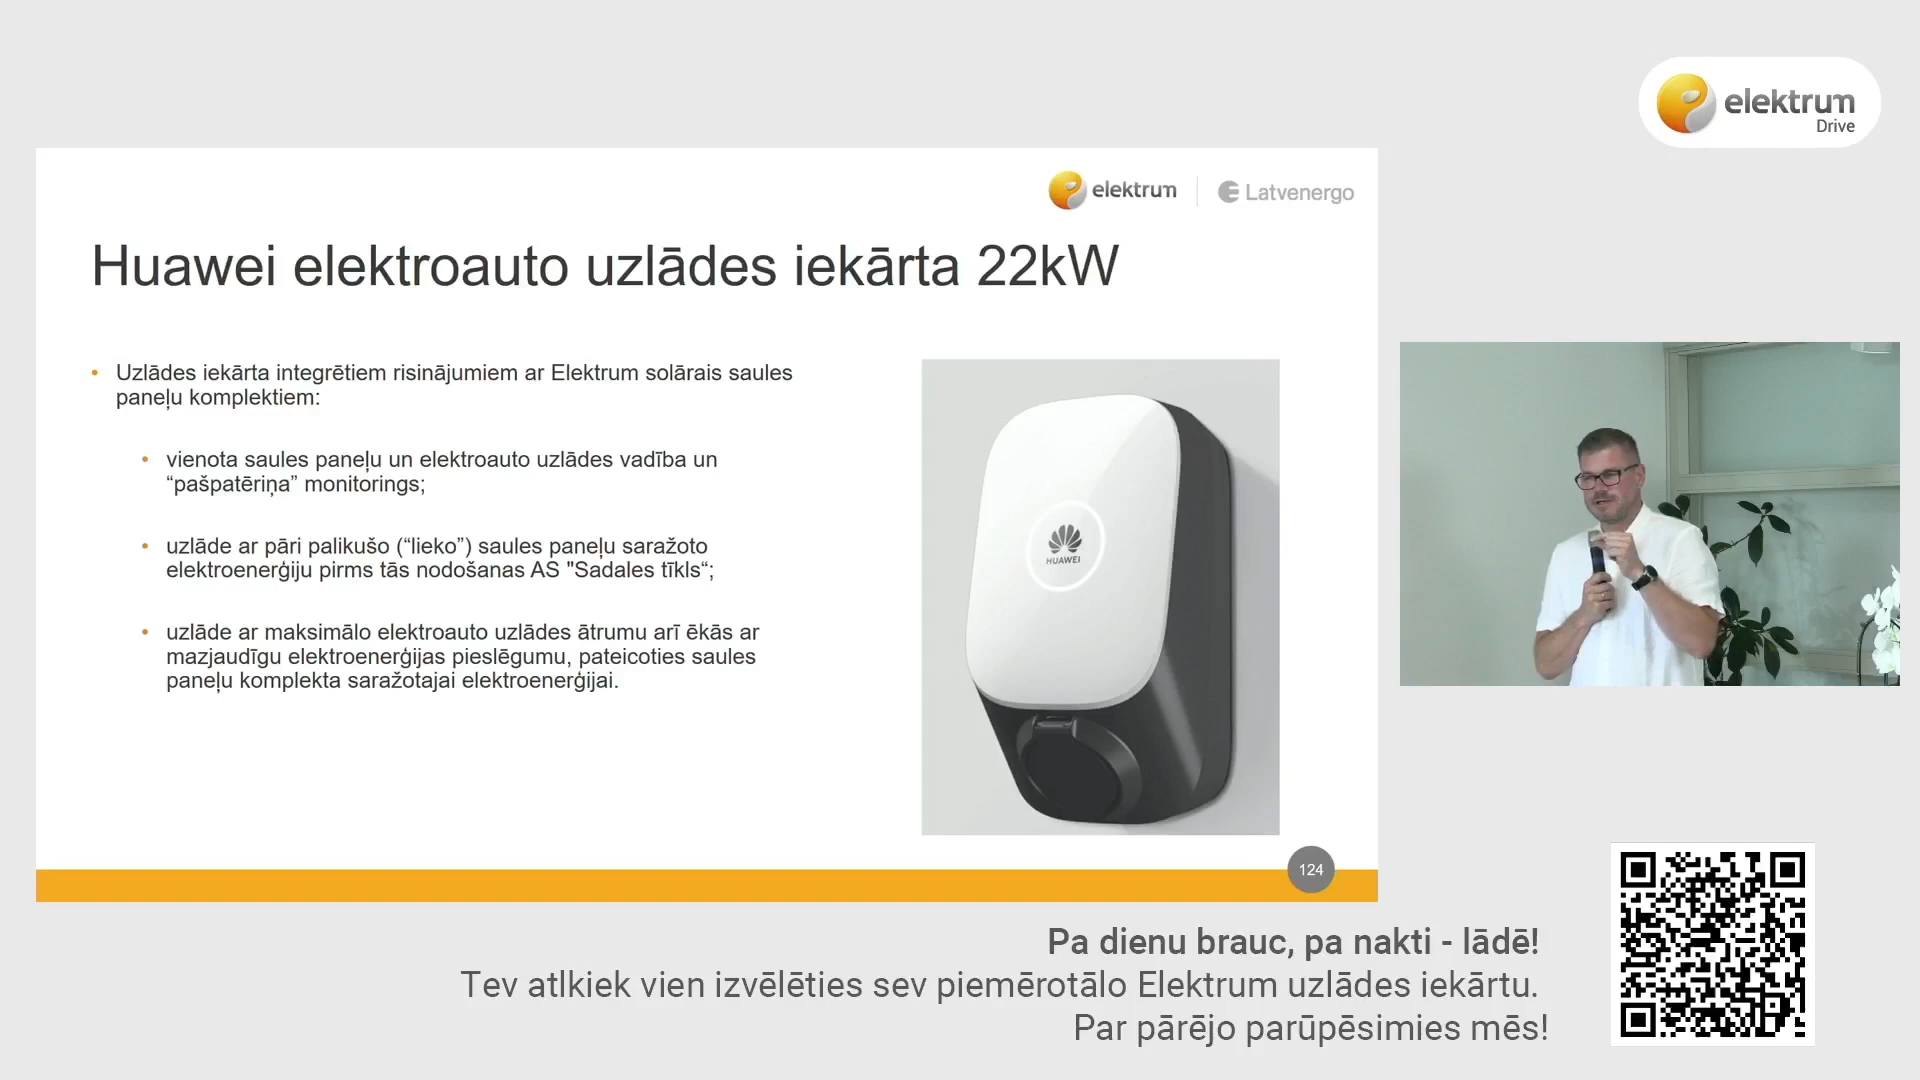 elektrum
Drive
elektrum
Latvenergo
Huawei elektroauto uzlādes iekārta 22kW
• Uzlādes iekārta integrētiem risinājumiem ar Elektrum solārais saules
paneļu komplektiem:
• vienota saules paneļu un elektroauto uzlādes vadība un
“pašpatēriņa” monitorings;
• uzlāde ar pāri palikušo (“lieko”) saules paneļu saražoto
elektroenerģiju pirms tās nodošanas AS "Sadales tīkls“;
• uzlāde ar maksimālo elektroauto uzlādes ātrumu arī ēkās ar
mazjaudīgu elektroenerģijas pieslēgumu, pateicoties saules
paneļu komplekta saražotajai elektroenerģijai.
HUAWEI
124
Pa dienu brauc, pa nakti - lādē!
Tev atlkiek vien izvēlēties sev piemērotālo Elektrum uzlādes iekārtu.
Par pārējo parūpēsimies mēs!